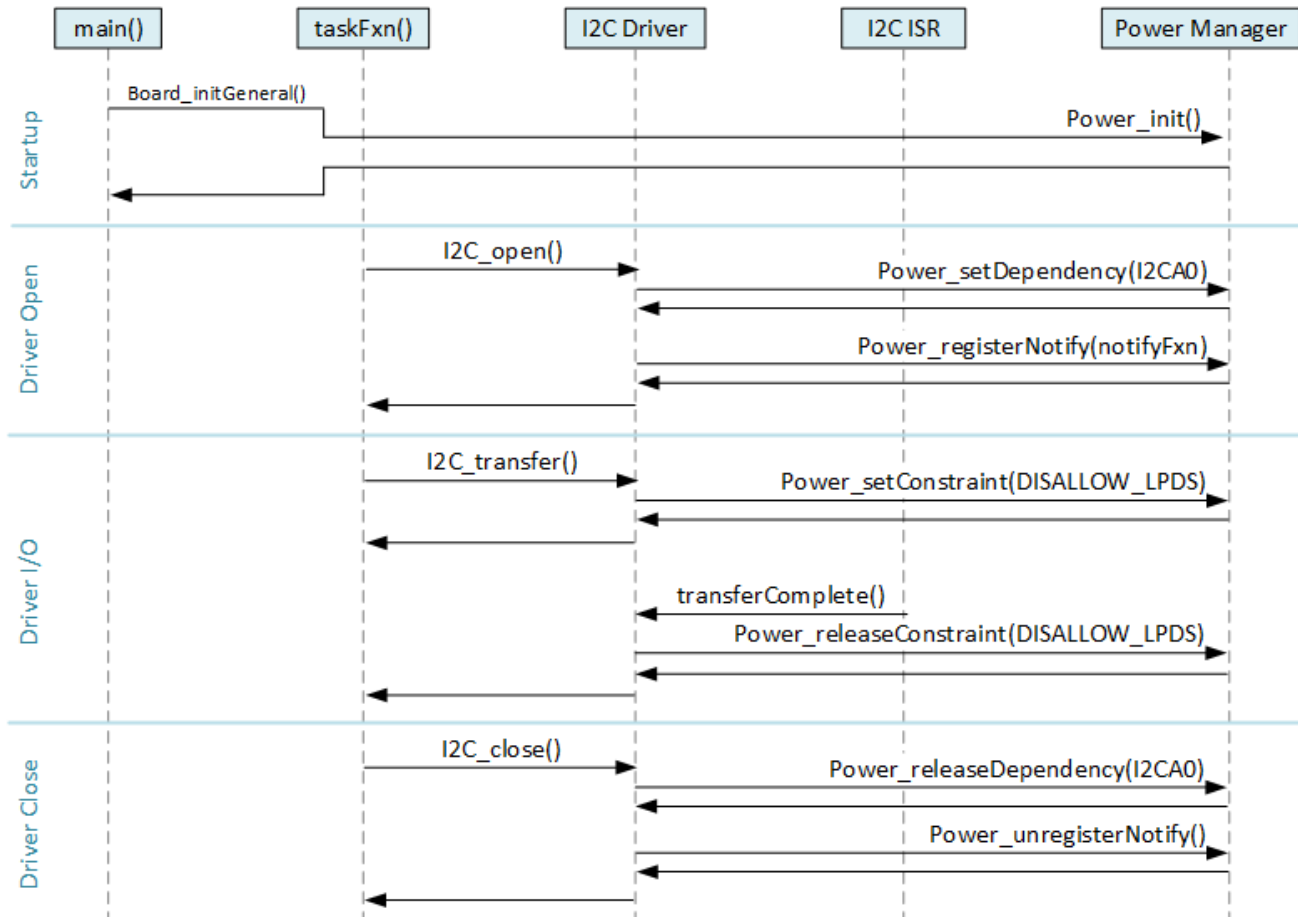 main()
taskFxn()
I2C Driver
I2C ISR
Power Manager
Startup
Board_initGeneral()
Power_init()
Driver Open
I2C_open()
Power_setDependency(I2CA0)
Power_registerNotify(notifyFxn)
Driver I/O
I2C_transfer()
Power_setConstraint(DISALLOW_LPDS)
transferComplete()
Power_releaseConstraint(DISALLOW_LPDS)
Driver Close
I2C_close()
Power_releaseDependency(I2CA0)
Power_unregisterNotify()